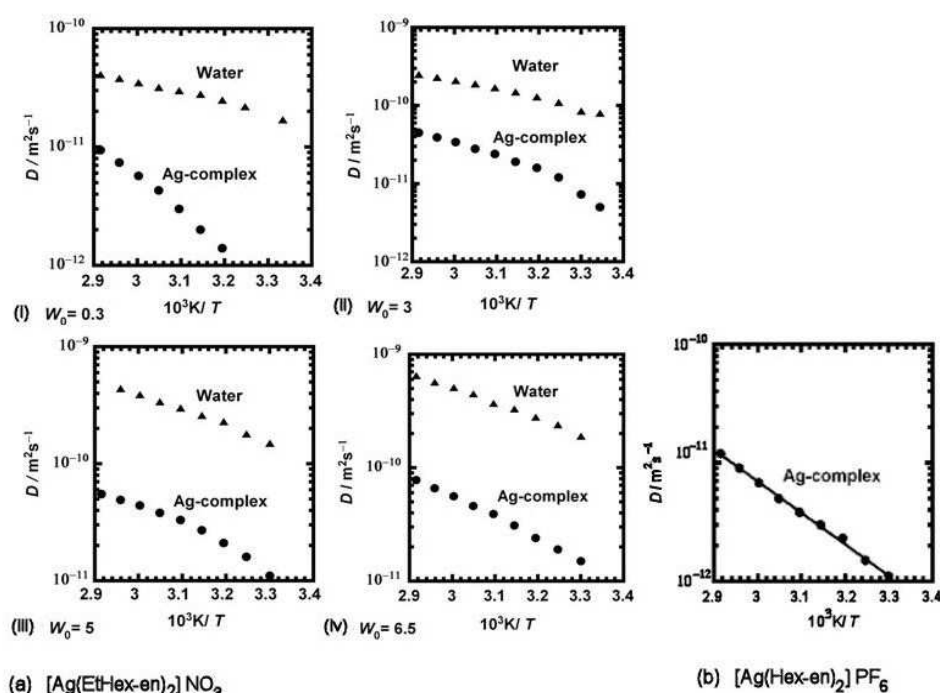 10⁻¹⁰
Water
10⁻¹¹
D / m²s⁻¹
Ag-complex
10⁻¹²
2.9 3 3.1 3.2 3.3 3.4
10³K/ T
(i) W₀= 0.3
10⁻⁹
Water
10⁻¹⁰
D / m²s⁻¹
Ag-complex
10⁻¹¹
10⁻¹²
2.9 3 3.1 3.2 3.3 3.4
10³K/ T
(ii) W₀= 3
10⁻⁹
Water
D / m²s⁻¹
10⁻¹⁰
Ag-complex
10⁻¹¹
2.9 3 3.1 3.2 3.3 3.4
10³K/ T
(iii) W₀= 5
10⁻⁹
Water
D / m²s⁻¹
10⁻¹⁰
Ag-complex
10⁻¹¹
2.9 3 3.1 3.2 3.3 3.4
10³K/ T
(iv) W₀= 6.5
10⁻¹⁰
D/ m²s⁻¹
10⁻¹¹
Ag-complex
10⁻¹²
2.9 3 3.1 3.2 3.3 3.4
10³K/ T
(a) [Ag(EtHex-en)₂] NO₃
(b) [Ag(Hex-en)₂] PF₆